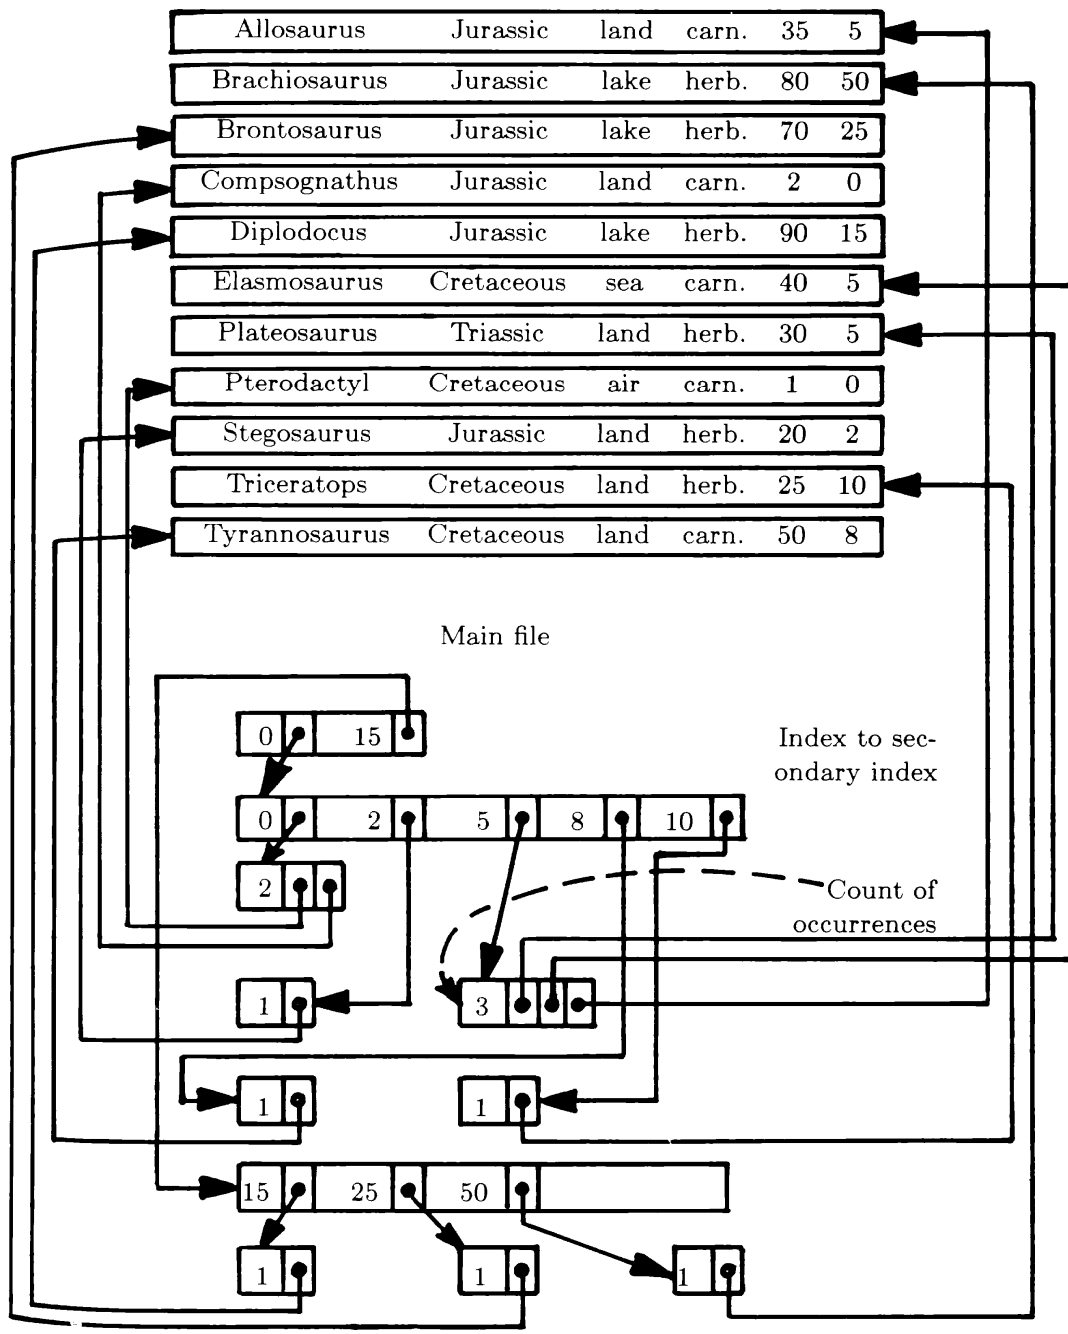 Allosaurus Jurassic land carn. 35 5
Brachiosaurus Jurassic lake herb. 80 50
Brontosaurus Jurassic lake herb. 70 25
Compsognathus Jurassic land carn. 2 0
Diplodocus Jurassic lake herb. 90 15
Elasmosaurus Cretaceous sea carn. 40 5
Plateosaurus Triassic land herb. 30 5
Pterodactyl Cretaceous air carn. 1 0
Stegosaurus Jurassic land herb. 20 2
Triceratops Cretaceous land herb. 25 10
Tyrannosaurus Cretaceous land carn. 50 8
Main file
0 15
Index to sec-
ondary index
0 2 5 8 10
2
Count of
occurrences
1 3
1 1
15 25 50
1 1 1